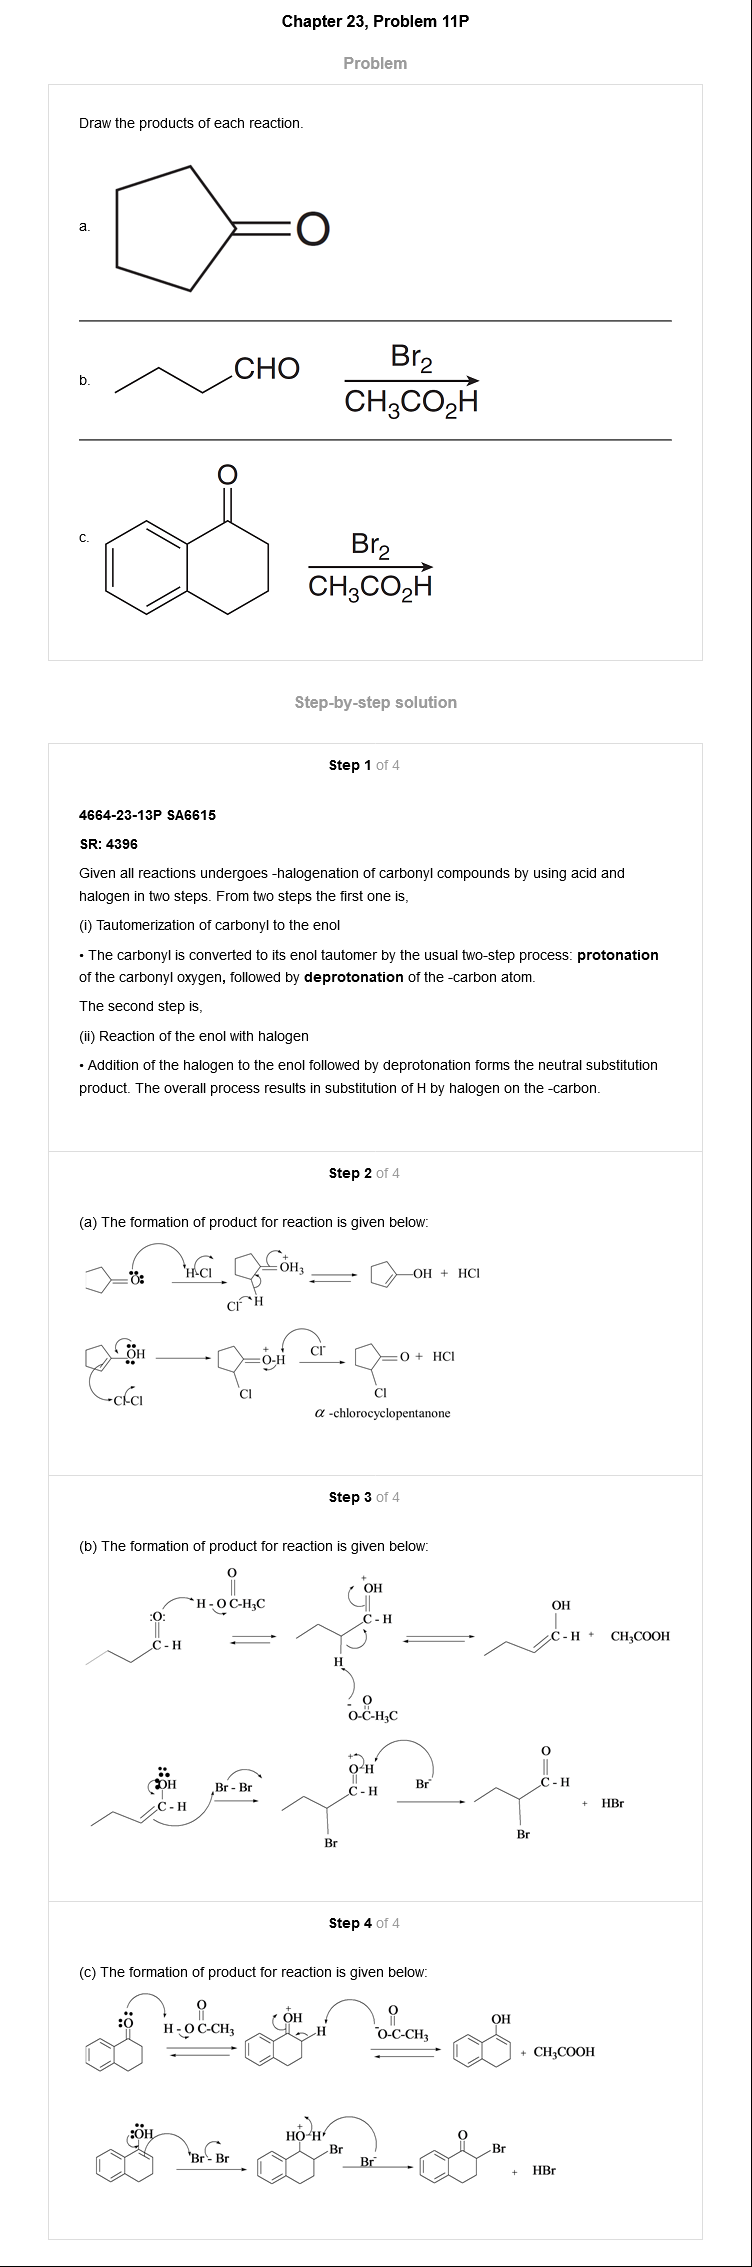 Chapter 23, Problem 11P
Problem
Draw the products of each reaction.
a.
O
b.
CHO
Br2
CH3CO2H
c.
O
Br2
CH3CO2H
Step-by-step solution
Step 1 of 4
4664-23-13P SA6615
SR: 4396
Given all reactions undergoes -halogenation of carbonyl compounds by using acid and
halogen in two steps. From two steps the first one is,
(i) Tautomerization of carbonyl to the enol
• The carbonyl is converted to its enol tautomer by the usual two-step process: protonation
of the carbonyl oxygen, followed by deprotonation of the -carbon atom.
The second step is,
(ii) Reaction of the enol with halogen
• Addition of the halogen to the enol followed by deprotonation forms the neutral substitution
product. The overall process results in substitution of H by halogen on the -carbon.
Step 2 of 4
(a) The formation of product for reaction is given below:
O: H-Cl +OH3 OH + HCl
Cl- H
OH + O-H Cl- O + HCl
Cl-Cl Cl Cl
α -chlorocyclopentanone
Step 3 of 4
(b) The formation of product for reaction is given below:
O
H - O C-H3C
+
OH
:O:
C - H
C - H
OH
C - H + CH3COOH
H
- O
O-C-H3C
OH
C - H
Br - Br
+
O-H
C - H
Br-
O
C - H
Br
Br
+ HBr
Step 4 of 4
(c) The formation of product for reaction is given below:
:O
O
H - O C-CH3
+
OH
H
O
-O-C-CH3
OH
+ CH3COOH
:OH
Br - Br
+
HO-H
Br
Br-
O
Br
+ HBr